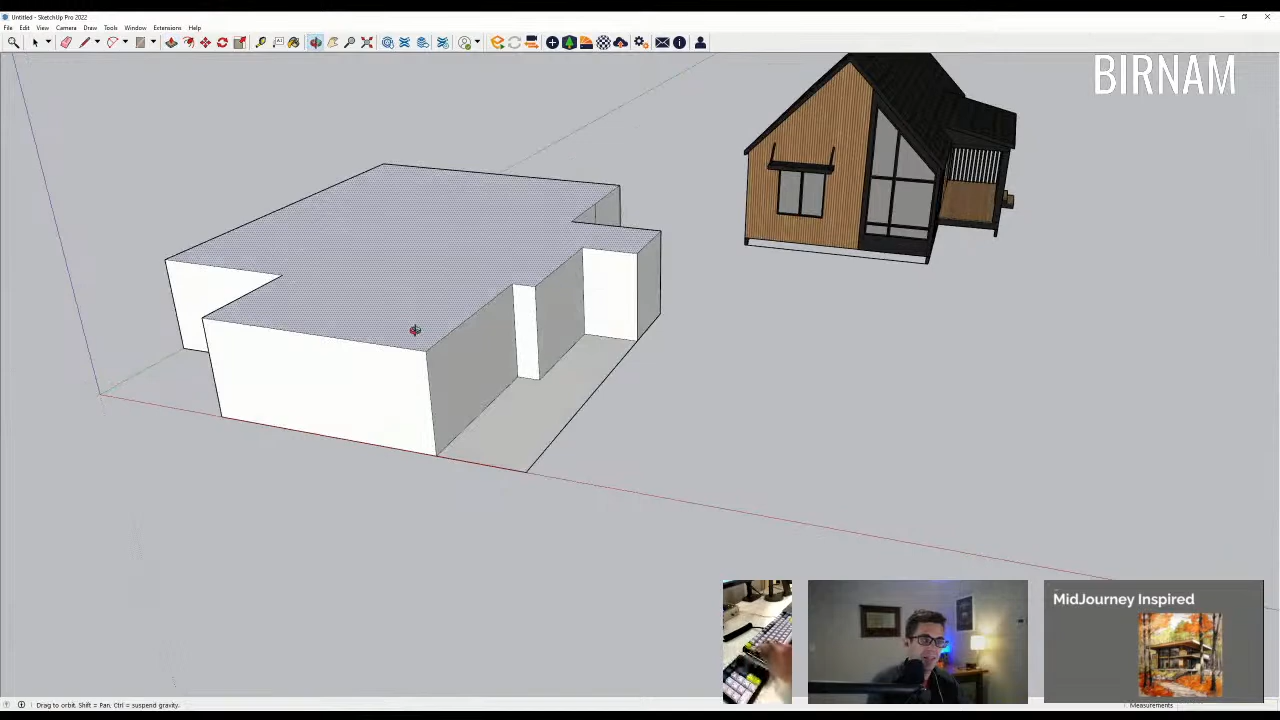 Untitled - SketchUp Pro 2022
File Edit View Camera Draw Tools Window Extensions Help
BIRNAM
MidJourney Inspired
Drag to orbit. Shift = Pan, Ctrl = suspend gravity.
Measurements